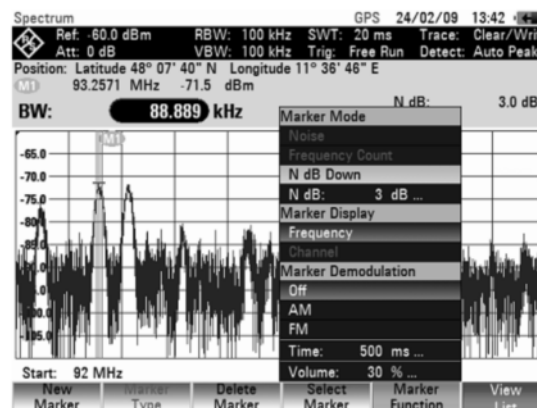 Spectrum GPS 24/02/09 13:42
Ref: -60.0 dBm RBW: 100 kHz SWT: 20 ms Trace: Clear/Wri
Att: 0 dB VBW: 100 kHz Trig: Free Run Detect: Auto Peak
Position: Latitude 48° 07' 40" N Longitude 11° 36' 46" E
M1 93.2571 MHz -71.5 dBm
N dB: 3.0 dB
BW: 88.889 kHz
Marker Mode
Noise
Frequency Count
N dB Down
N dB: 3 dB ...
Marker Display
Frequency
Channel
Marker Demodulation
Off
AM
FM
Time: 500 ms ...
Volume: 30 % ...
M1
-65.0
-70.0
-75.0
Start: 92 MHz
New Marker
Marker Type
Delete Marker
Select Marker
Marker Function
View List